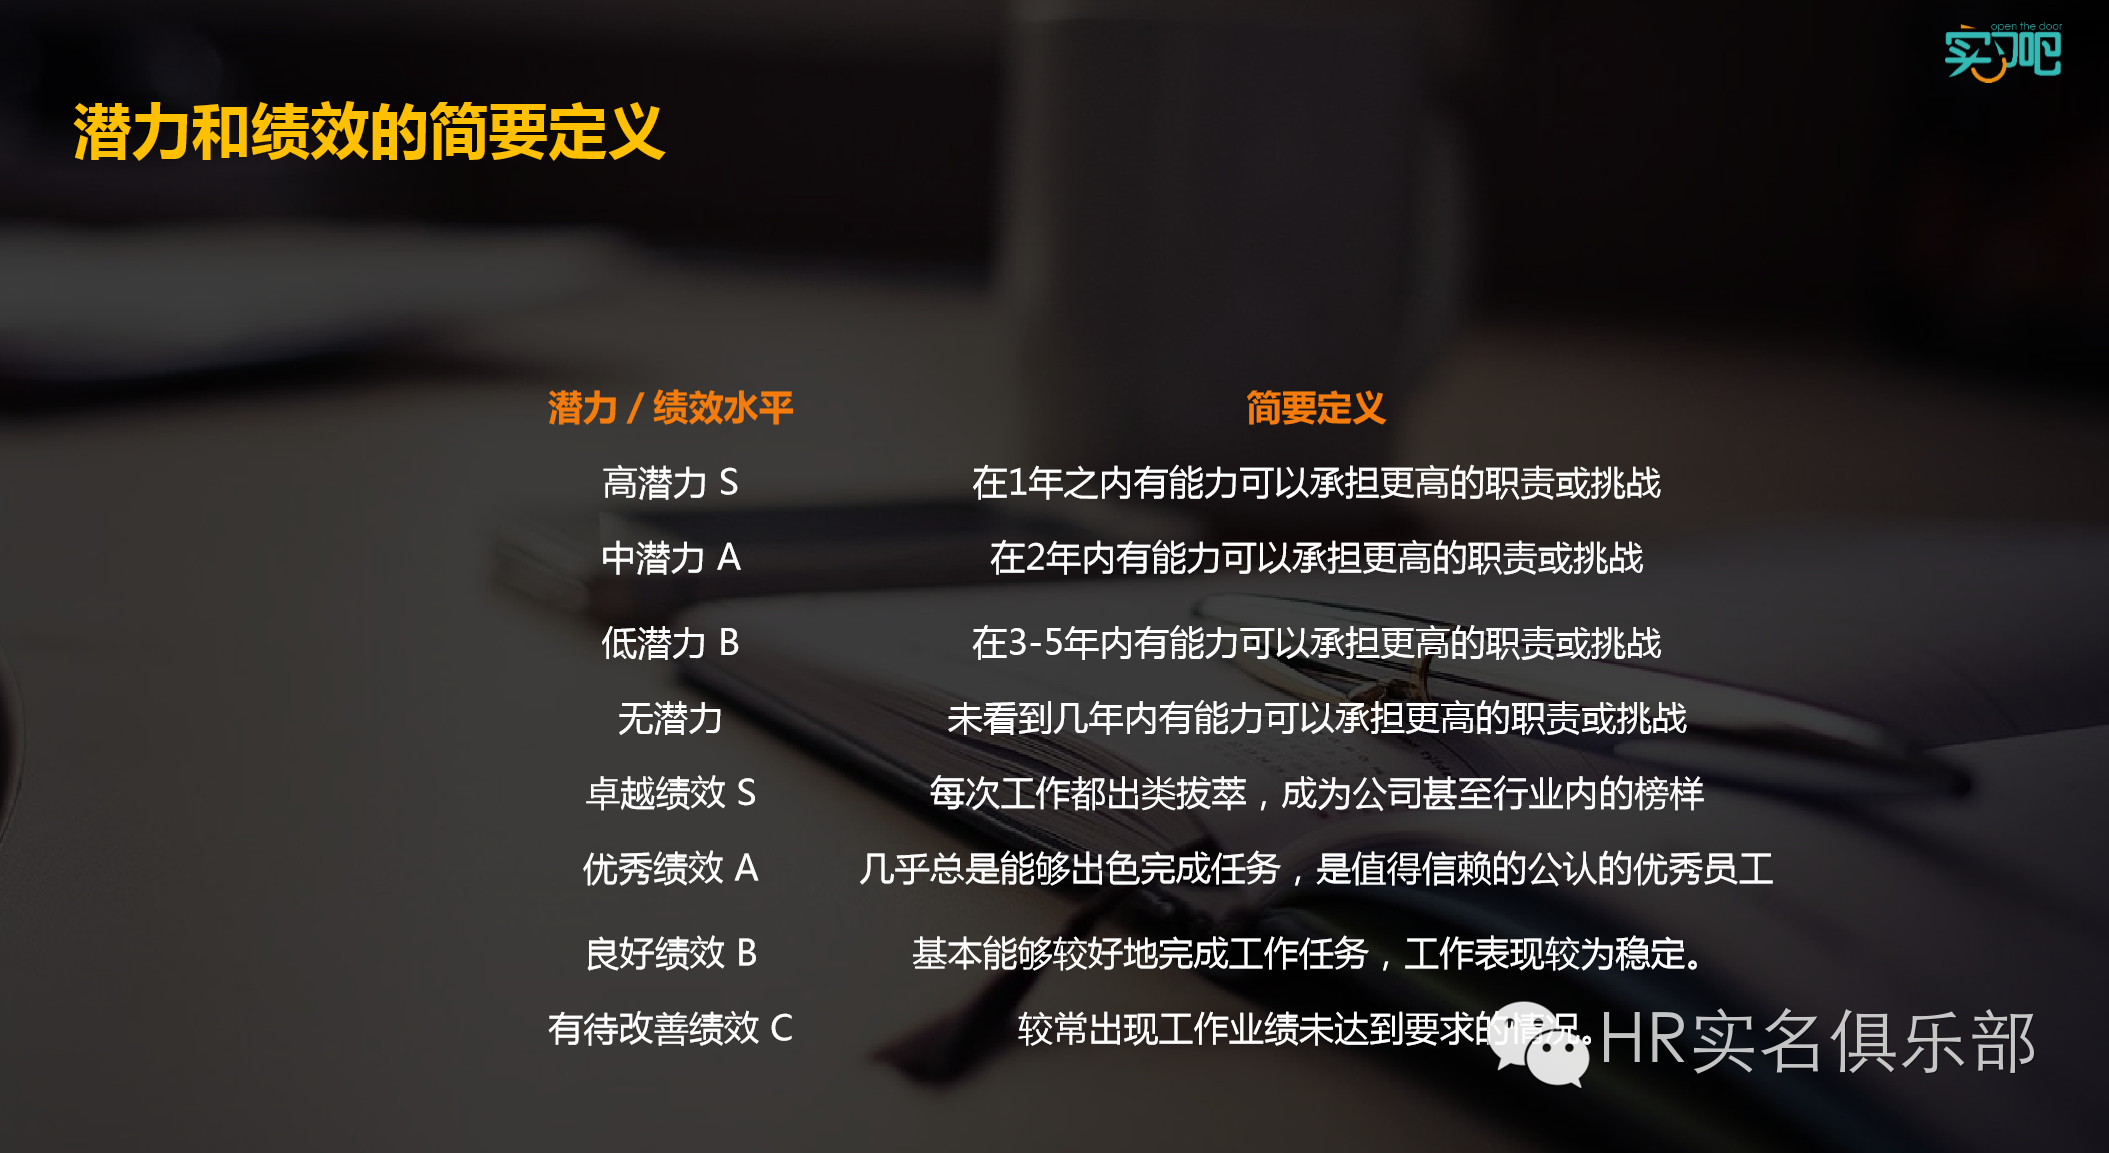 open the door
实习吧
潜力和绩效的简要定义
潜力 / 绩效水平 简要定义
高潜力 S 在1年之内有能力可以承担更高的职责或挑战
中潜力 A 在2年内有能力可以承担更高的职责或挑战
低潜力 B 在3-5年内有能力可以承担更高的职责或挑战
无潜力 未看到几年内有能力可以承担更高的职责或挑战
卓越绩效 S 每次工作都出类拔萃，成为公司甚至行业内的榜样
优秀绩效 A 几乎总是能够出色完成任务，是值得信赖的公认的优秀员工
良好绩效 B 基本能够较好地完成工作任务，工作表现较为稳定。
有待改善绩效 C 较常出现工作业绩未达到要求的情况。
HR实名俱乐部